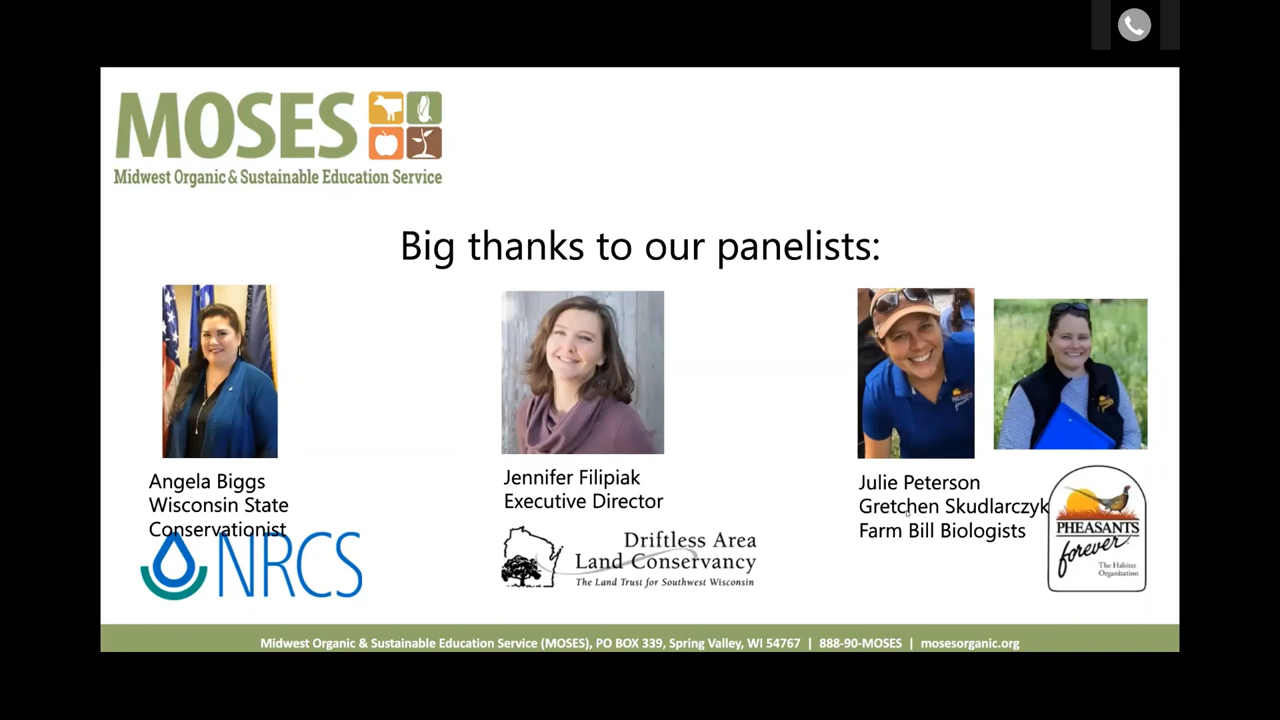 MOSES
Midwest Organic & Sustainable Education Service
Big thanks to our panelists:
Angela Biggs
Wisconsin State
Conservationist
NRCS
Jennifer Filipiak
Executive Director
Driftless Area
Land Conservancy
The Land Trust for Southwest Wisconsin
Julie Peterson
Gretchen Skudlarczyk
Farm Bill Biologists
PHEASANTS
forever
The Habitat
Organization
Midwest Organic & Sustainable Education Service (MOSES), PO BOX 339, Spring Valley, WI 54767 | 888-90-MOSES | mosesorganic.org